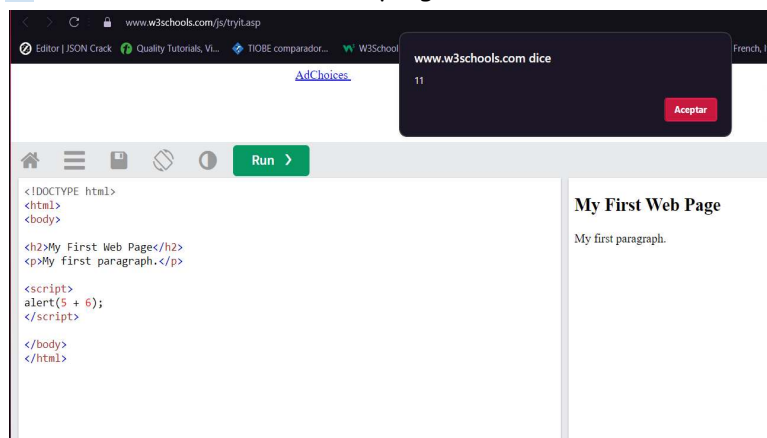 www.w3schools.com/js/tryit.asp
Editor | JSON Crack Quality Tutorials, Vi... TIOBE comparador... W3School French, I
www.w3schools.com dice
11
Aceptar
AdChoices
Run ❯
<!DOCTYPE html>
<html>
<body>
<h2>My First Web Page</h2>
<p>My first paragraph.</p>
<script>
alert(5 + 6);
</script>
</body>
</html>
My First Web Page
My first paragraph.